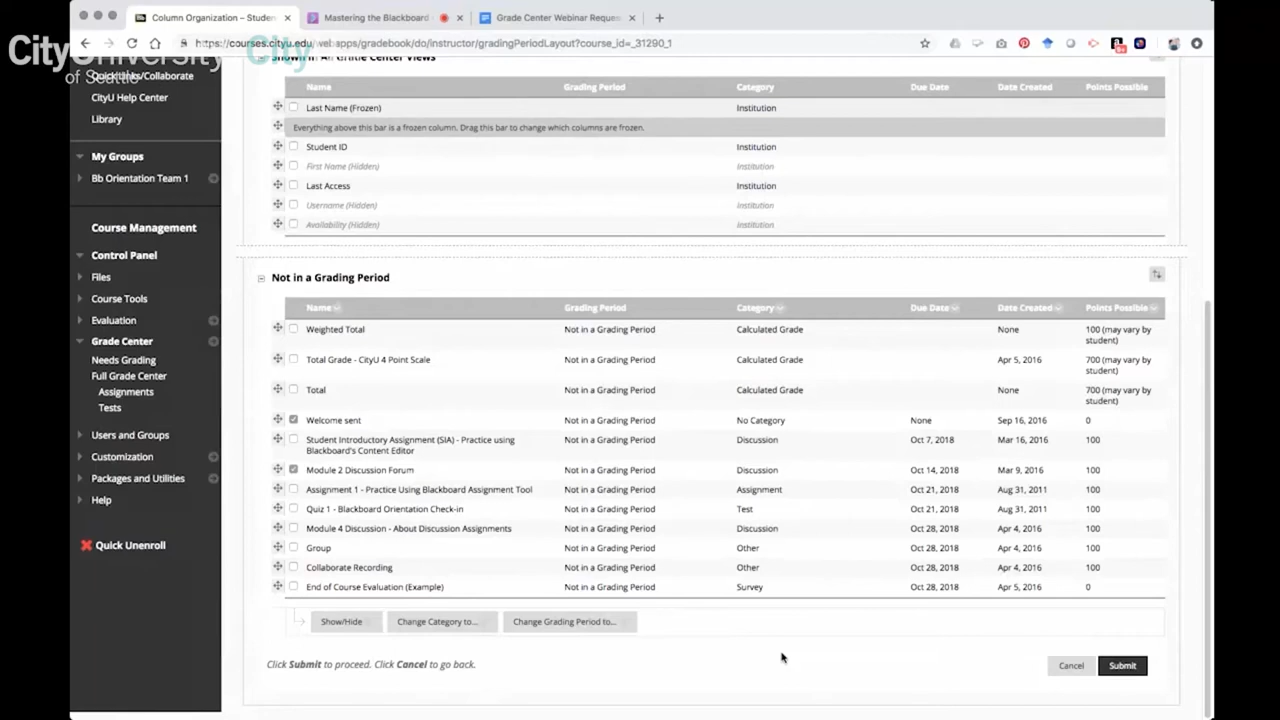 Column Organization – Studen
Mastering the Blackboard
Grade Center Webinar Reques
https://courses.cityu.edu/webapps/gradebook/do/instructor/gradingPeriodLayout?course_id=_31290_1
9+
CityUniversity
of Seattle
CityU
Quick Links/Collaborate
CityU Help Center
Library
My Groups
Bb Orientation Team 1
Course Management
Control Panel
Files
Course Tools
Evaluation
Grade Center
Needs Grading
Full Grade Center
Assignments
Tests
Users and Groups
Customization
Packages and Utilities
Help
Quick Unenroll
Shown in All Grade Center Views
Name Grading Period Category Due Date Date Created Points Possible
Last Name (Frozen) Institution
Everything above this bar is a frozen column. Drag this bar to change which columns are frozen.
Student ID Institution
First Name (Hidden) Institution
Last Access Institution
Username (Hidden) Institution
Availability (Hidden) Institution
Not in a Grading Period
Name Grading Period Category Due Date Date Created Points Possible
Weighted Total Not in a Grading Period Calculated Grade None 100 (may vary by
student)
Total Grade - CityU 4 Point Scale Not in a Grading Period Calculated Grade Apr 5, 2016 700 (may vary by
student)
Total Not in a Grading Period Calculated Grade None 700 (may vary by
student)
Welcome sent Not in a Grading Period No Category None Sep 16, 2016 0
Student Introductory Assignment (SIA) - Practice using Not in a Grading Period Discussion Oct 7, 2018 Mar 16, 2016 100
Blackboard's Content Editor
Module 2 Discussion Forum Not in a Grading Period Discussion Oct 14, 2018 Mar 9, 2016 100
Assignment 1 - Practice Using Blackboard Assignment Tool Not in a Grading Period Assignment Oct 21, 2018 Aug 31, 2011 100
Quiz 1 - Blackboard Orientation Check-in Not in a Grading Period Test Oct 21, 2018 Aug 31, 2011 100
Module 4 Discussion - About Discussion Assignments Not in a Grading Period Discussion Oct 28, 2018 Apr 4, 2016 100
Group Not in a Grading Period Other Oct 28, 2018 Apr 4, 2016 100
Collaborate Recording Not in a Grading Period Other Oct 28, 2018 Apr 4, 2016 100
End of Course Evaluation (Example) Not in a Grading Period Survey Oct 28, 2018 Apr 5, 2016 0
Show/Hide Change Category to... Change Grading Period to...
Click Submit to proceed. Click Cancel to go back.
Cancel Submit